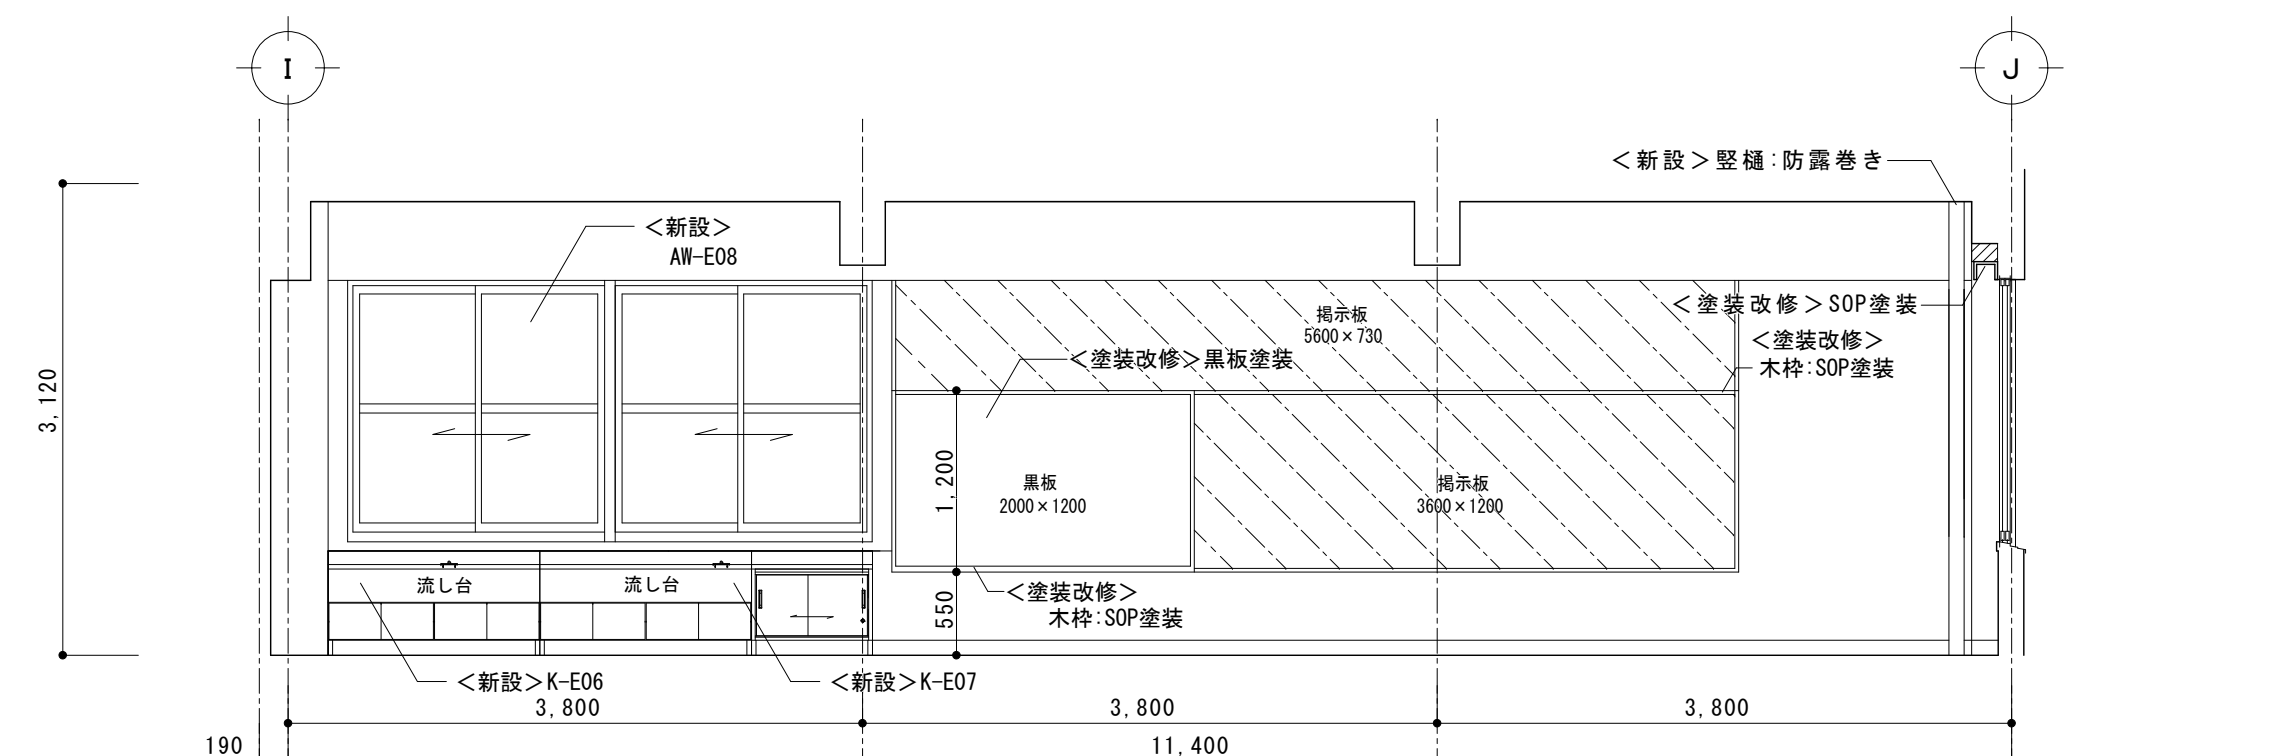 I
J
<新設>竪樋:防露巻き
<新設>
AW-E08
3,120
掲示板
5600×730
<塗装改修>SOP塗装
<塗装改修>
木枠:SOP塗装
<塗装改修>黒板塗装
1,200
黒板
2000×1200
掲示板
3600×1200
流し台
流し台
550
<塗装改修>
木枠:SOP塗装
<新設>K-E06
<新設>K-E07
3,800
3,800
3,800
190
11,400